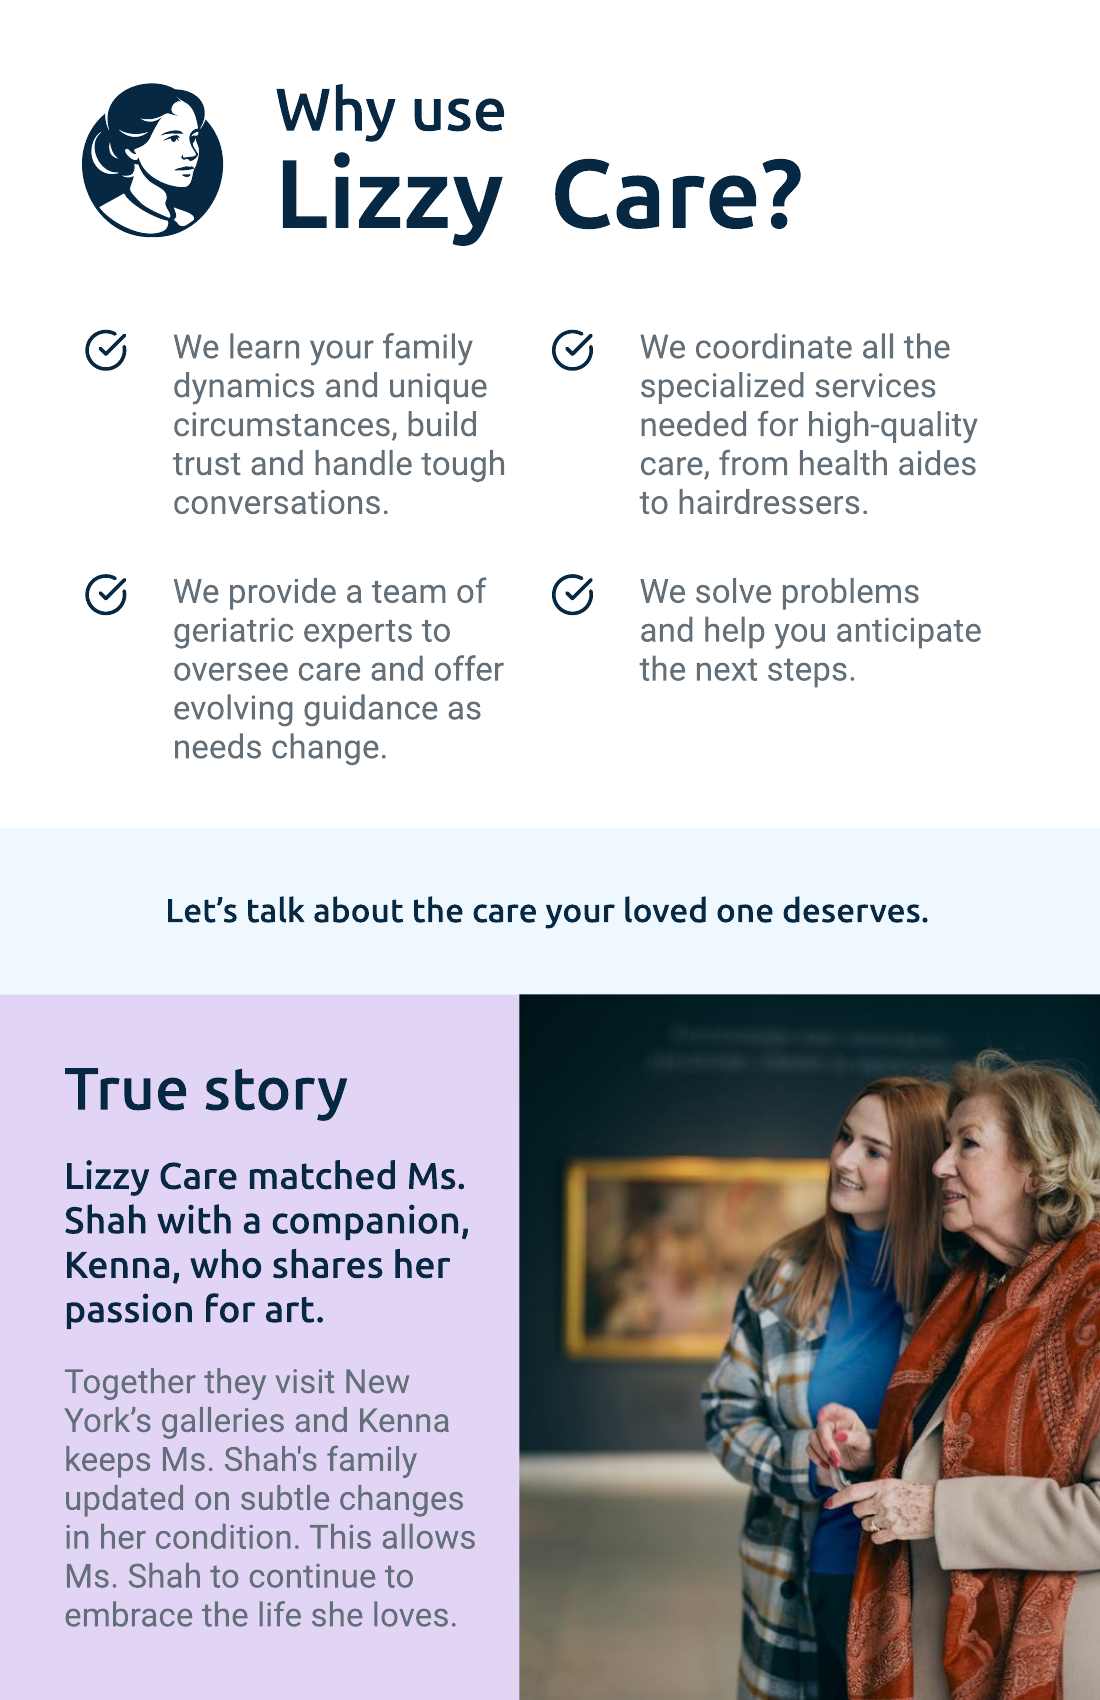 Why use
Lizzy Care?
We learn your family
dynamics and unique
circumstances, build
trust and handle tough
conversations.
We coordinate all the
specialized services
needed for high-quality
care, from health aides
to hairdressers.
We provide a team of
geriatric experts to
oversee care and offer
evolving guidance as
needs change.
We solve problems
and help you anticipate
the next steps.
Let’s talk about the care your loved one deserves.
True story
Lizzy Care matched Ms.
Shah with a companion,
Kenna, who shares her
passion for art.
Together they visit New
York’s galleries and Kenna
keeps Ms. Shah's family
updated on subtle changes
in her condition. This allows
Ms. Shah to continue to
embrace the life she loves.